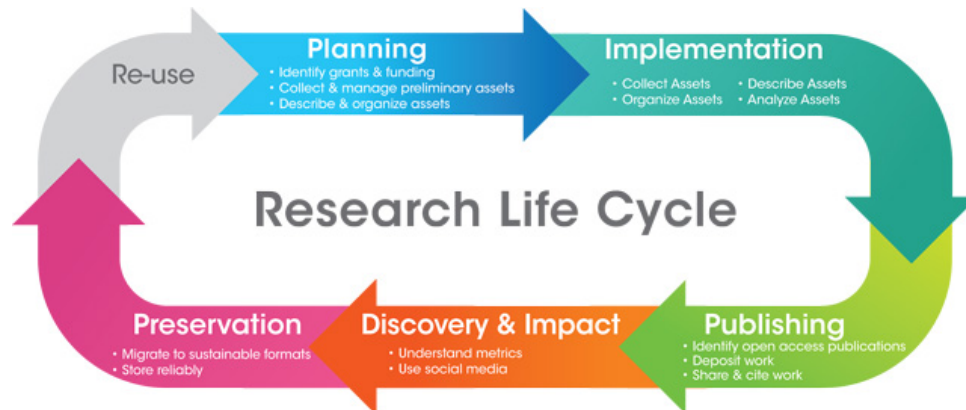 Re-use
Planning
• Identify grants & funding
• Collect & manage preliminary assets
• Describe & organize assets
Implementation
• Collect Assets
• Organize Assets
• Describe Assets
• Analyze Assets
Research Life Cycle
Publishing
• Identify open access publications
• Deposit work
• Share & cite work
Discovery & Impact
• Understand metrics
• Use social media
Preservation
• Migrate to sustainable formats
• Store reliably